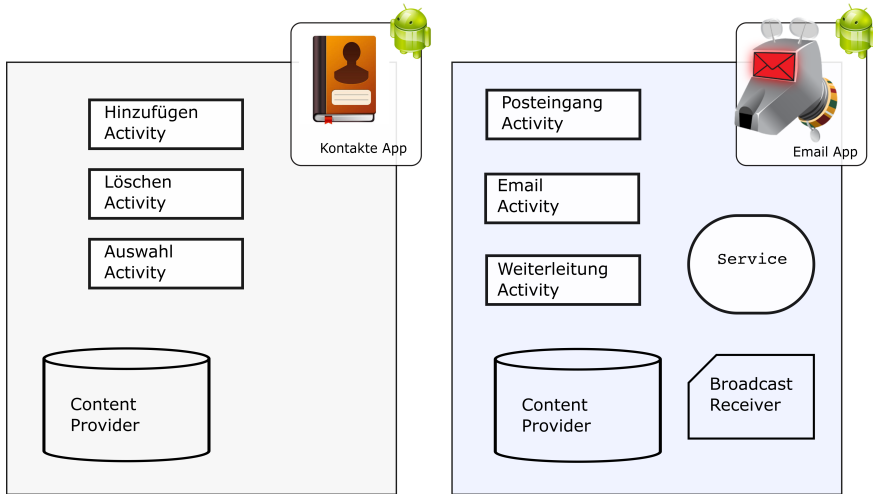 Kontakte App
Hinzufügen
Activity
Löschen
Activity
Auswahl
Activity
Content
Provider
Email App
Posteingang
Activity
Email
Activity
Weiterleitung
Activity
Service
Content
Provider
Broadcast
Receiver